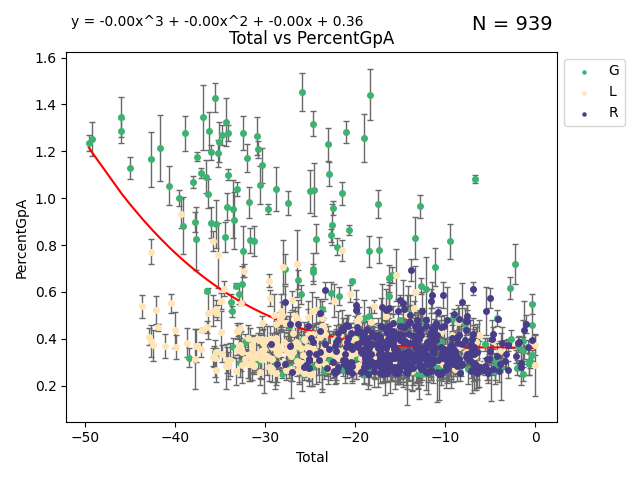 y = -0.00x^3 + -0.00x^2 + -0.00x + 0.36
N = 939
Total vs PercentGpA
G
L
R
PercentGpA
1.6
1.4
1.2
1.0
0.8
0.6
0.4
0.2
−50
−40
−30
−20
−10
0
Total